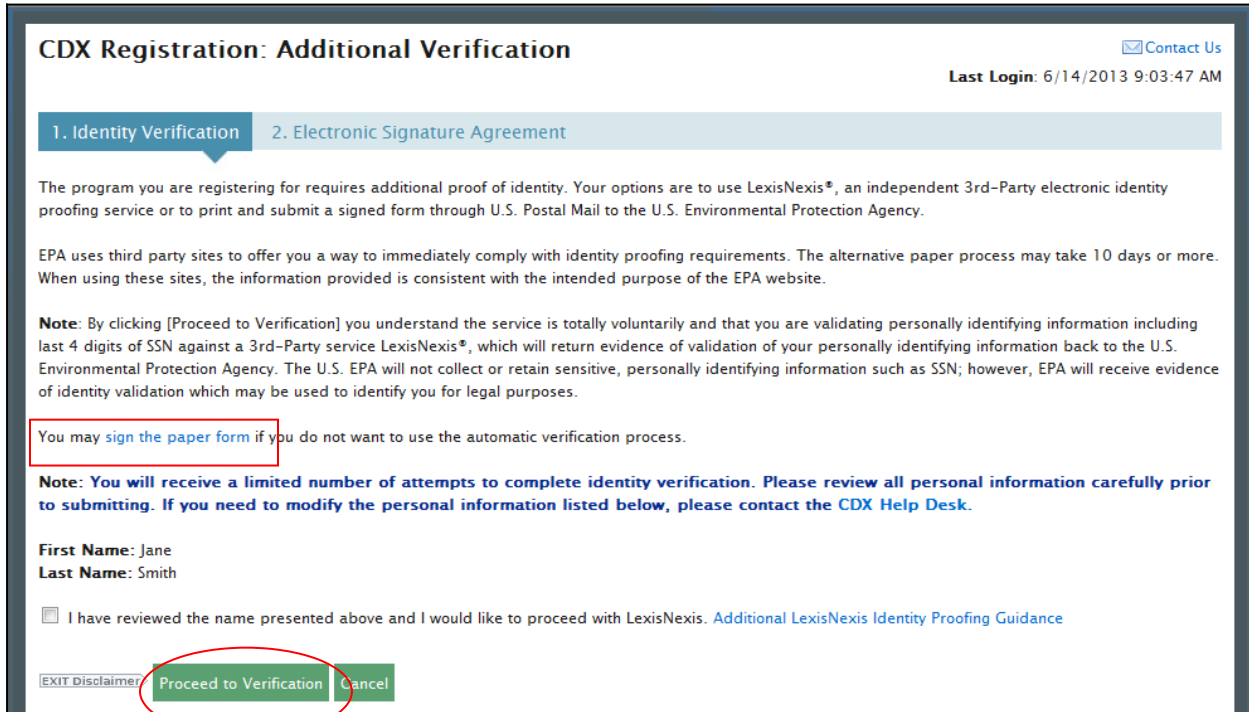 CDX Registration: Additional Verification
Contact Us
Last Login: 6/14/2013 9:03:47 AM
1. Identity Verification
2. Electronic Signature Agreement
The program you are registering for requires additional proof of identity. Your options are to use LexisNexis®, an independent 3rd-Party electronic identity
proofing service or to print and submit a signed form through U.S. Postal Mail to the U.S. Environmental Protection Agency.
EPA uses third party sites to offer you a way to immediately comply with identity proofing requirements. The alternative paper process may take 10 days or more.
When using these sites, the information provided is consistent with the intended purpose of the EPA website.
Note: By clicking [Proceed to Verification] you understand the service is totally voluntarily and that you are validating personally identifying information including
last 4 digits of SSN against a 3rd-Party service LexisNexis®, which will return evidence of validation of your personally identifying information back to the U.S.
Environmental Protection Agency. The U.S. EPA will not collect or retain sensitive, personally identifying information such as SSN; however, EPA will receive evidence
of identity validation which may be used to identify you for legal purposes.
You may sign the paper form if you do not want to use the automatic verification process.
Note: You will receive a limited number of attempts to complete identity verification. Please review all personal information carefully prior
to submitting. If you need to modify the personal information listed below, please contact the CDX Help Desk.
First Name: Jane
Last Name: Smith
I have reviewed the name presented above and I would like to proceed with LexisNexis. Additional LexisNexis Identity Proofing Guidance
EXIT Disclaimer Proceed to Verification Cancel